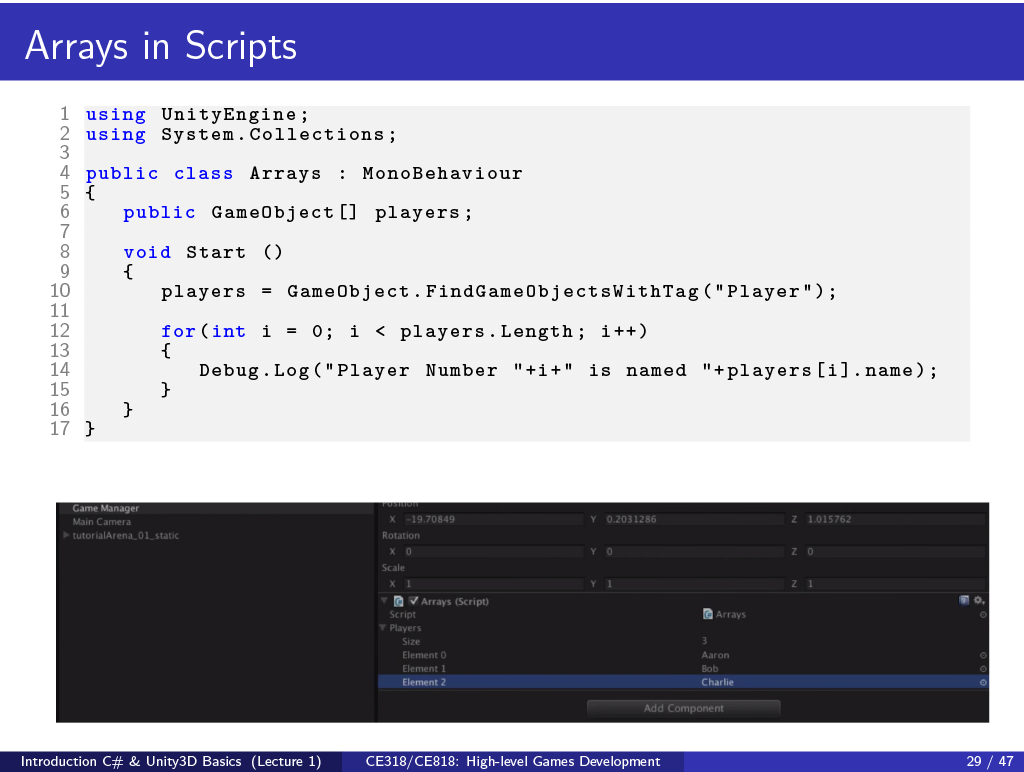 Arrays in Scripts
1 using UnityEngine;
2 using System.Collections;
3
4 public class Arrays : MonoBehaviour
5 {
6    public GameObject[] players;
7
8    void Start ()
9    {
10       players = GameObject.FindGameObjectsWithTag("Player");
11
12       for(int i = 0; i < players.Length; i++)
13       {
14          Debug.Log("Player Number "+i+" is named "+players[i].name);
15       }
16    }
17 }
Game Manager
Main Camera
tutorialArena_01_static
Position
X -19.70849 Y 0.2031286 Z 1.015762
Rotation
X 0 Y 0 Z 0
Scale
X 1 Y 1 Z 1
Arrays (Script)
Script Arrays
Players
Size 3
Element 0 Aaron
Element 1 Bob
Element 2 Charlie
Add Component
Introduction C# & Unity3D Basics (Lecture 1) CE318/CE818: High-level Games Development 29 / 47